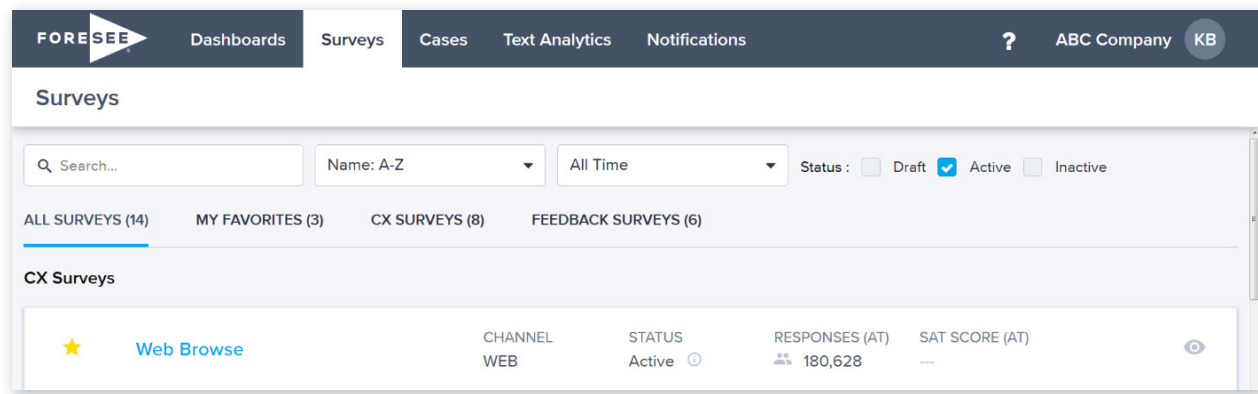 FORESEE Dashboards Surveys Cases Text Analytics Notifications ? ABC Company KB
Surveys
Search... Name: A-Z All Time Status : Draft Active Inactive
ALL SURVEYS (14) MY FAVORITES (3) CX SURVEYS (8) FEEDBACK SURVEYS (6)
CX Surveys
CHANNEL STATUS RESPONSES (AT) SAT SCORE (AT)
Web Browse
WEB Active 180,628 ---